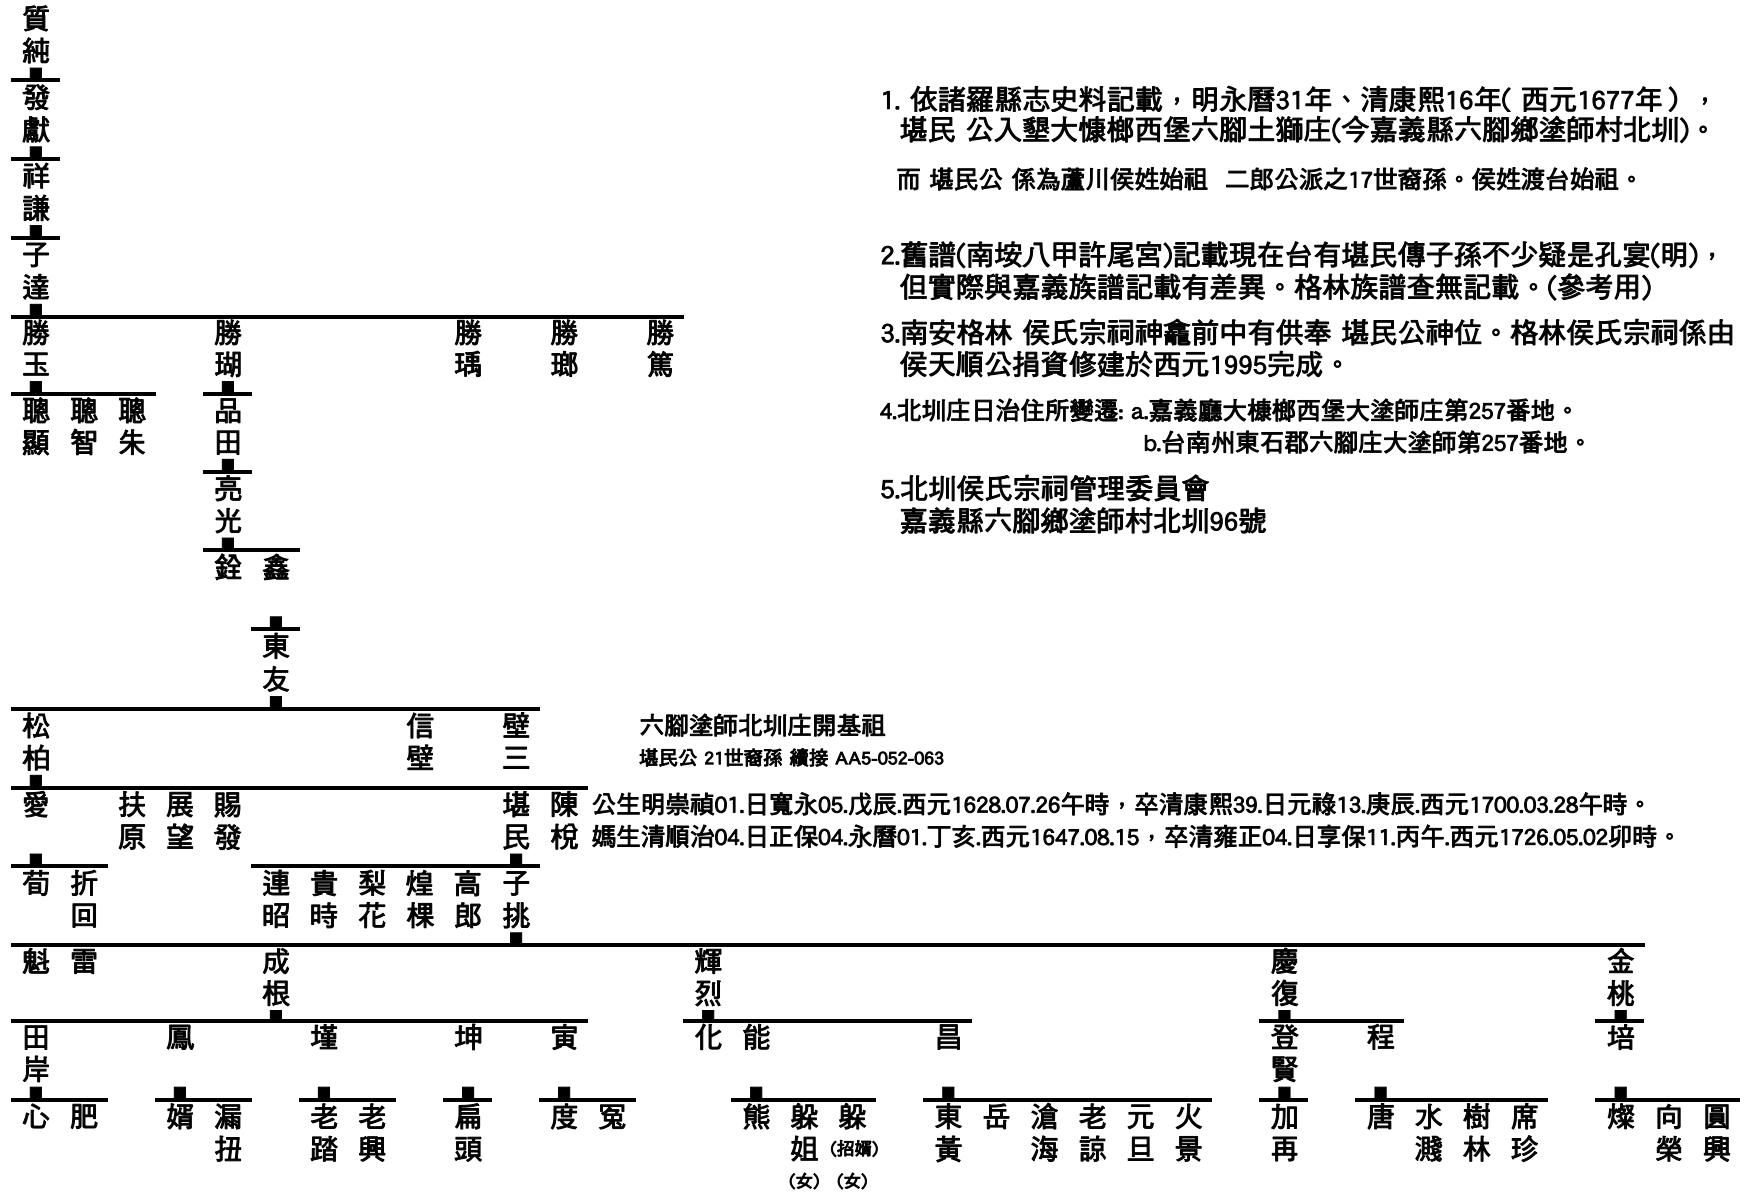 質純
發獻
祥謙
子達
勝玉 勝瑚 勝瑀 勝瑯 勝篤
聰顯 聰智 聰朱 品田
亮光
銓 鑫
東友
松柏 信壁 壁三
愛 扶原 展望 賜發 堪民 陳梲
荀 折回 連昭 貴時 梨花 煌棵 高郎 子挑
魁 雷 成根 輝烈 慶復 金桃
田岸 鳳 墐 坤 寅 化 能 昌 登賢 程 培
心 肥 婿 漏扭 老踏 老興 扁頭 度 冤 熊 躲姐(女) 躲(招婿)(女) 東黃 岳 滄海 老諒 元旦 火景 加再 唐 水濺 樹林 席珍 燦 向榮 圓興
1. 依諸羅縣志史料記載，明永曆31年、清康熙16年( 西元1677年 ) ，
堪民 公入墾大慷榔西堡六腳土獅庄(今嘉義縣六腳鄉塗師村北圳)。
而 堪民公 係為蘆川侯姓始祖 二郎公派之17世裔孫。侯姓渡台始祖。
2.舊譜(南垵八甲許尾宮)記載現在台有堪民傳子孫不少疑是孔宴(明)，
但實際與嘉義族譜記載有差異。格林族譜查無記載。(參考用)
3.南安格林 侯氏宗祠神龕前中有供奉 堪民公神位。格林侯氏宗祠係由
侯天順公捐資修建於西元1995完成。
4.北圳庄日治住所變遷: a.嘉義廳大槺榔西堡大塗師庄第257番地。
b.台南州東石郡六腳庄大塗師第257番地。
5.北圳侯氏宗祠管理委員會
嘉義縣六腳鄉塗師村北圳96號
六腳塗師北圳庄開基祖
堪民公 21世裔孫 續接 AA5-052-063
公生明崇禎01.日寬永05.戊辰.西元1628.07.26午時，卒清康熙39.日元祿13.庚辰.西元1700.03.28午時。
媽生清順治04.日正保04.永曆01.丁亥.西元1647.08.15，卒清雍正04.日享保11.丙午.西元1726.05.02卯時。